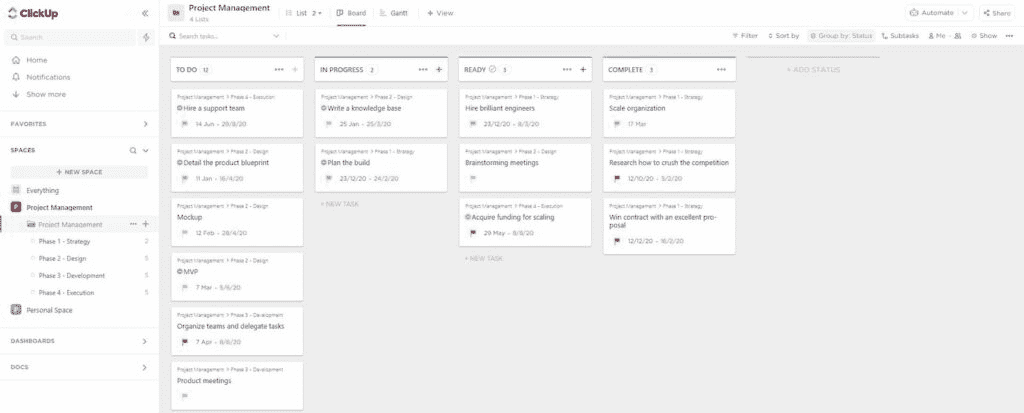 ClickUp
Search
Home
Notifications
Show more
FAVORITES
SPACES
+ NEW SPACE
Everything
P Project Management
Project Management
Phase 1 - Strategy 2
Phase 2 - Design 5
Phase 3 - Development 5
Phase 4 - Execution 5
Personal Space
DASHBOARDS
DOCS
Project Management
4 Lists
List 2
Board
Gantt
+ View
Automate
Share
Search tasks...
Filter
Sort by
Group by: Status
Subtasks
Me
Show
TO DO 12
Project Management > Phase 4 - Execution
Hire a support team
14 Jun - 29/8/20
Project Management > Phase 2 - Design
Detail the product blueprint
11 Jan - 16/4/20
Project Management > Phase 2 - Design
Mockup
12 Feb - 28/4/20
Project Management > Phase 2 - Design
MVP
7 Mar - 5/6/20
Project Management > Phase 3 - Development
Organize teams and delegate tasks
7 Apr - 8/8/20
Project Management > Phase 3 - Development
Product meetings
IN PROGRESS 2
Project Management > Phase 2 - Design
Write a knowledge base
25 Jan - 25/3/20
Project Management > Phase 1 - Strategy
Plan the build
23/12/20 - 24/2/20
+ NEW TASK
READY 3
Project Management > Phase 1 - Strategy
Hire brilliant engineers
23/12/20 - 8/3/20
Project Management > Phase 2 - Design
Brainstorming meetings
Project Management > Phase 4 - Execution
Acquire funding for scaling
29 May - 8/8/20
+ NEW TASK
COMPLETE 3
Project Management > Phase 1 - Strategy
Scale organization
17 Mar
Project Management > Phase 1 - Strategy
Research how to crush the competition
12/10/20 - 5/2/20
Project Management > Phase 1 - Strategy
Win contract with an excellent pro-
posal
12/12/20 - 16/2/20
+ ADD STATUS